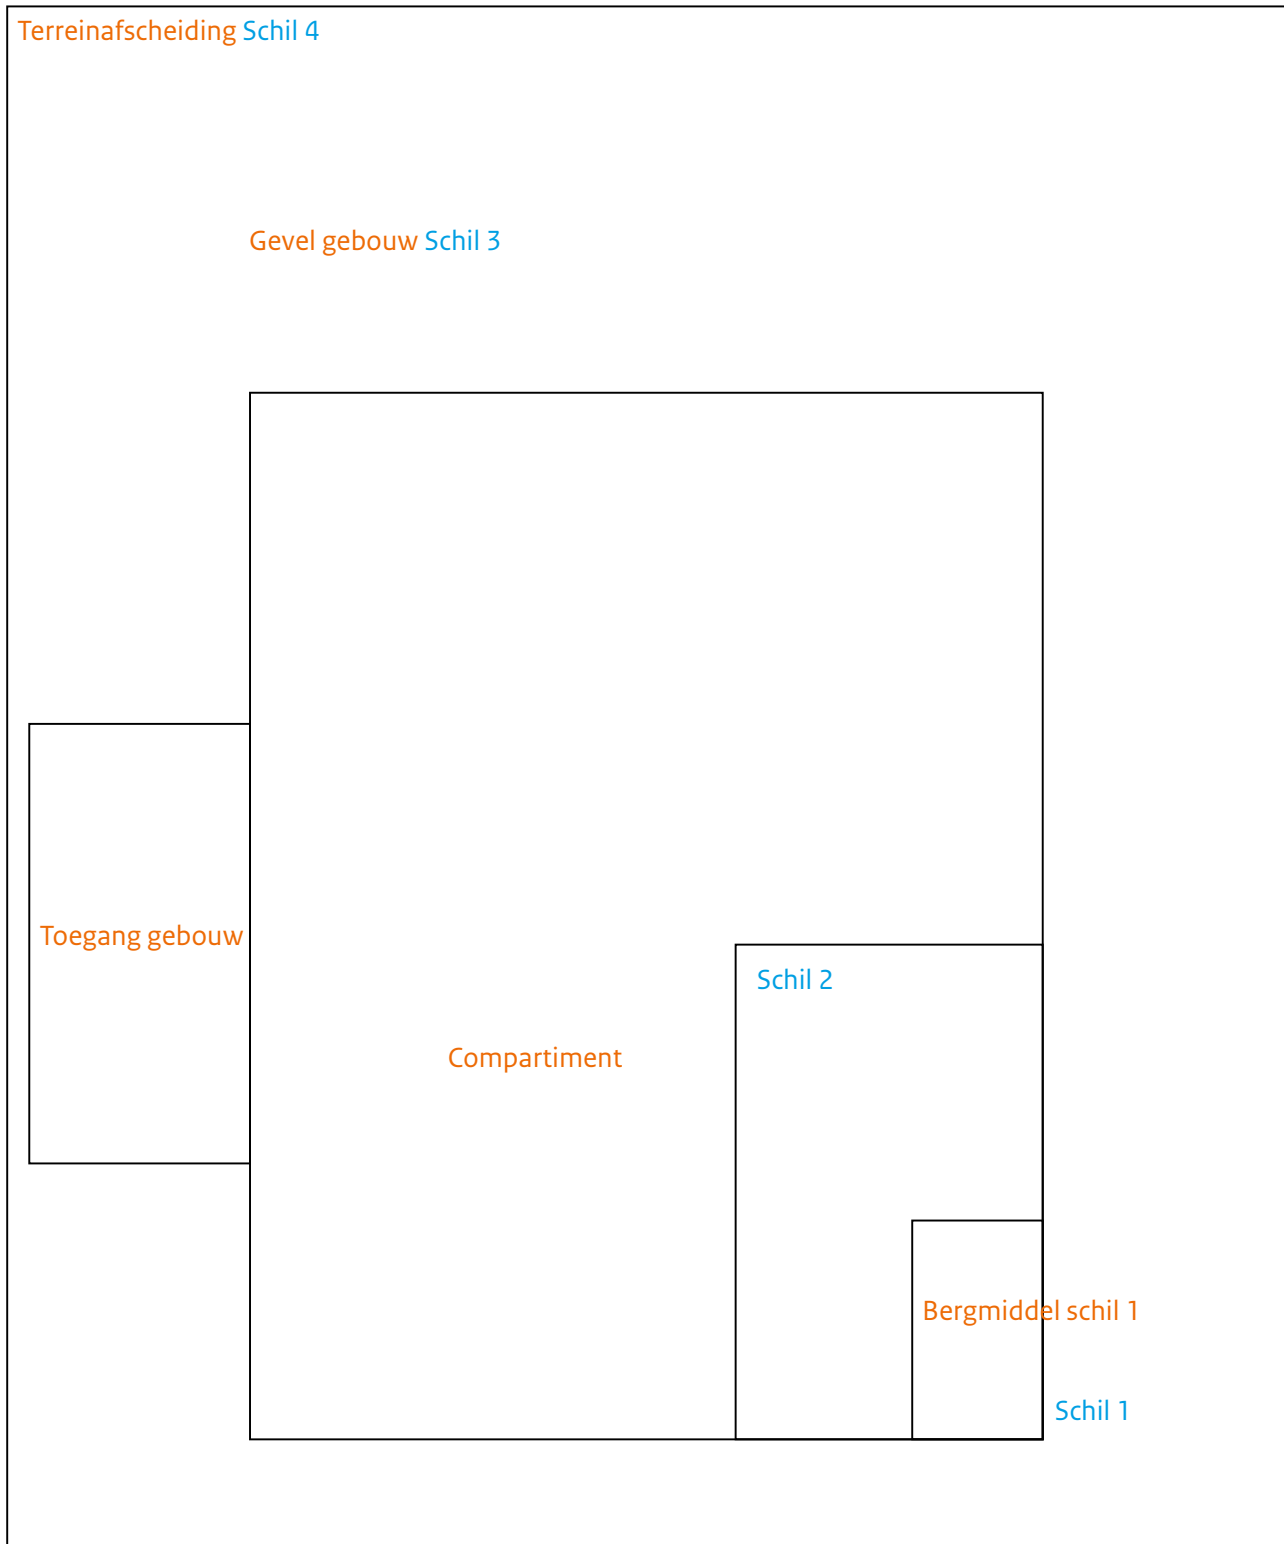 Terreinafscheiding Schil 4
Gevel gebouw Schil 3
Toegang gebouw
Schil 2
Compartiment
Bergmiddel schil 1
Schil 1